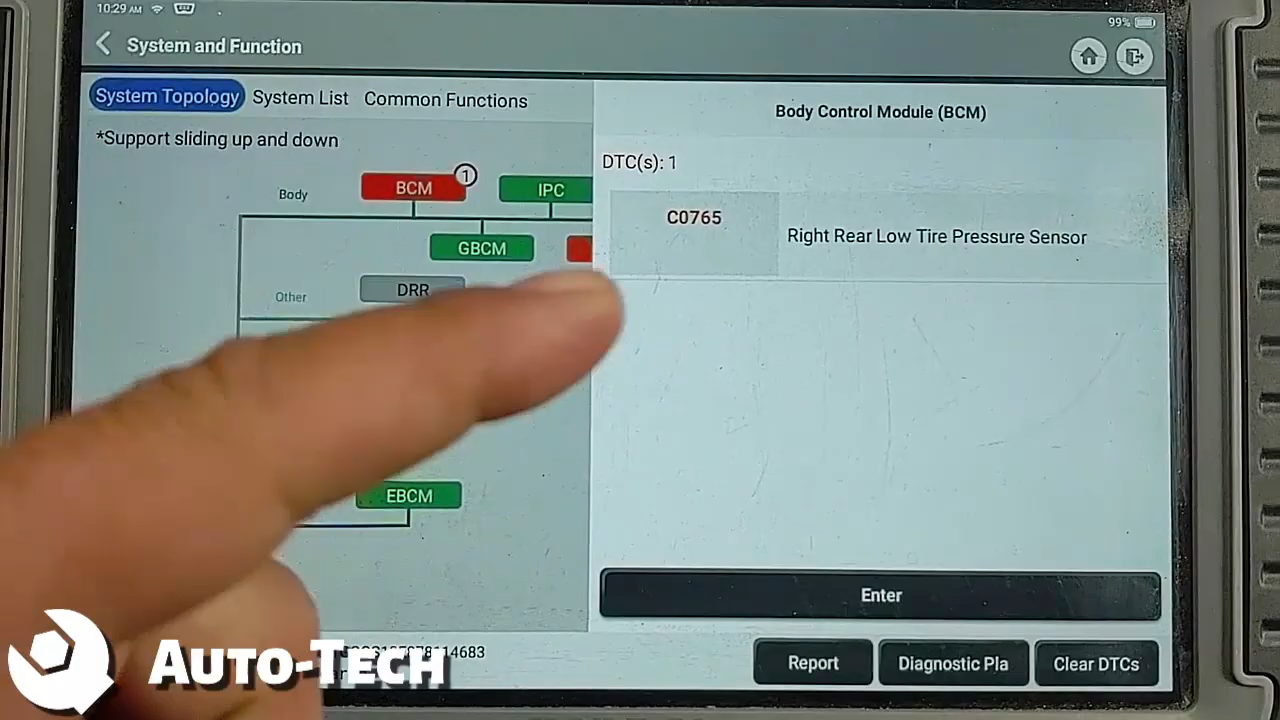 10:29 AM
99%
System and Function
System Topology System List Common Functions
*Support sliding up and down
Body
BCM
1
IPC
GBCM
Other
DRR
EBCM
Body Control Module (BCM)
DTC(s): 1
C0765
Right Rear Low Tire Pressure Sensor
Enter
Report
Diagnostic Pla
Clear DTCs
AUTO-TECH